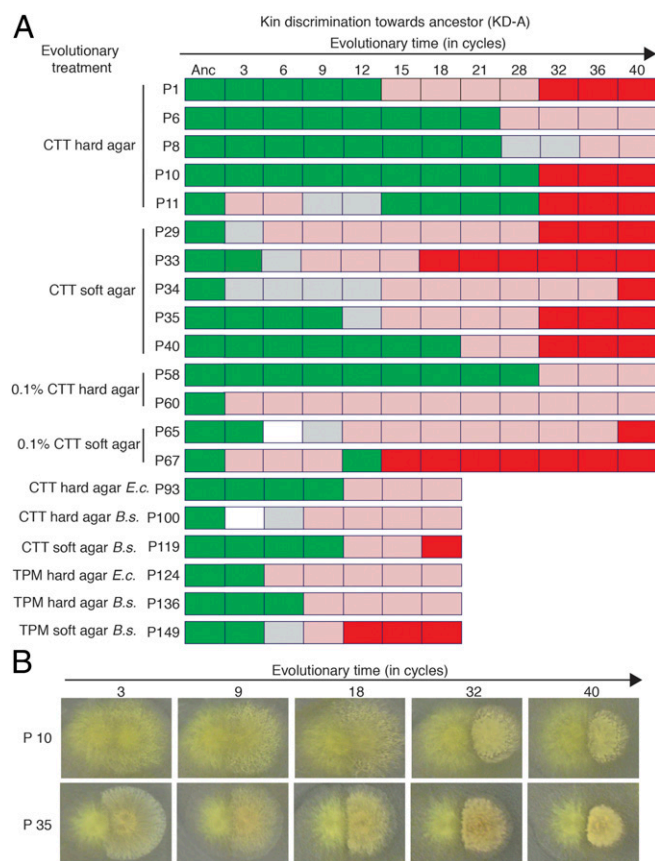 A
Kin discrimination towards ancestor (KD-A)
Evolutionary treatment
Evolutionary time (in cycles)
Anc 3 6 9 12 15 18 21 28 32 36 40
CTT hard agar
P1
P6
P8
P10
P11
CTT soft agar
P29
P33
P34
P35
P40
0.1% CTT hard agar
P58
P60
0.1% CTT soft agar
P65
P67
CTT hard agar E.c. P93
CTT hard agar B.s. P100
CTT soft agar B.s. P119
TPM hard agar E.c. P124
TPM hard agar B.s. P136
TPM soft agar B.s. P149
B
Evolutionary time (in cycles)
3 9 18 32 40
P 10
P 35